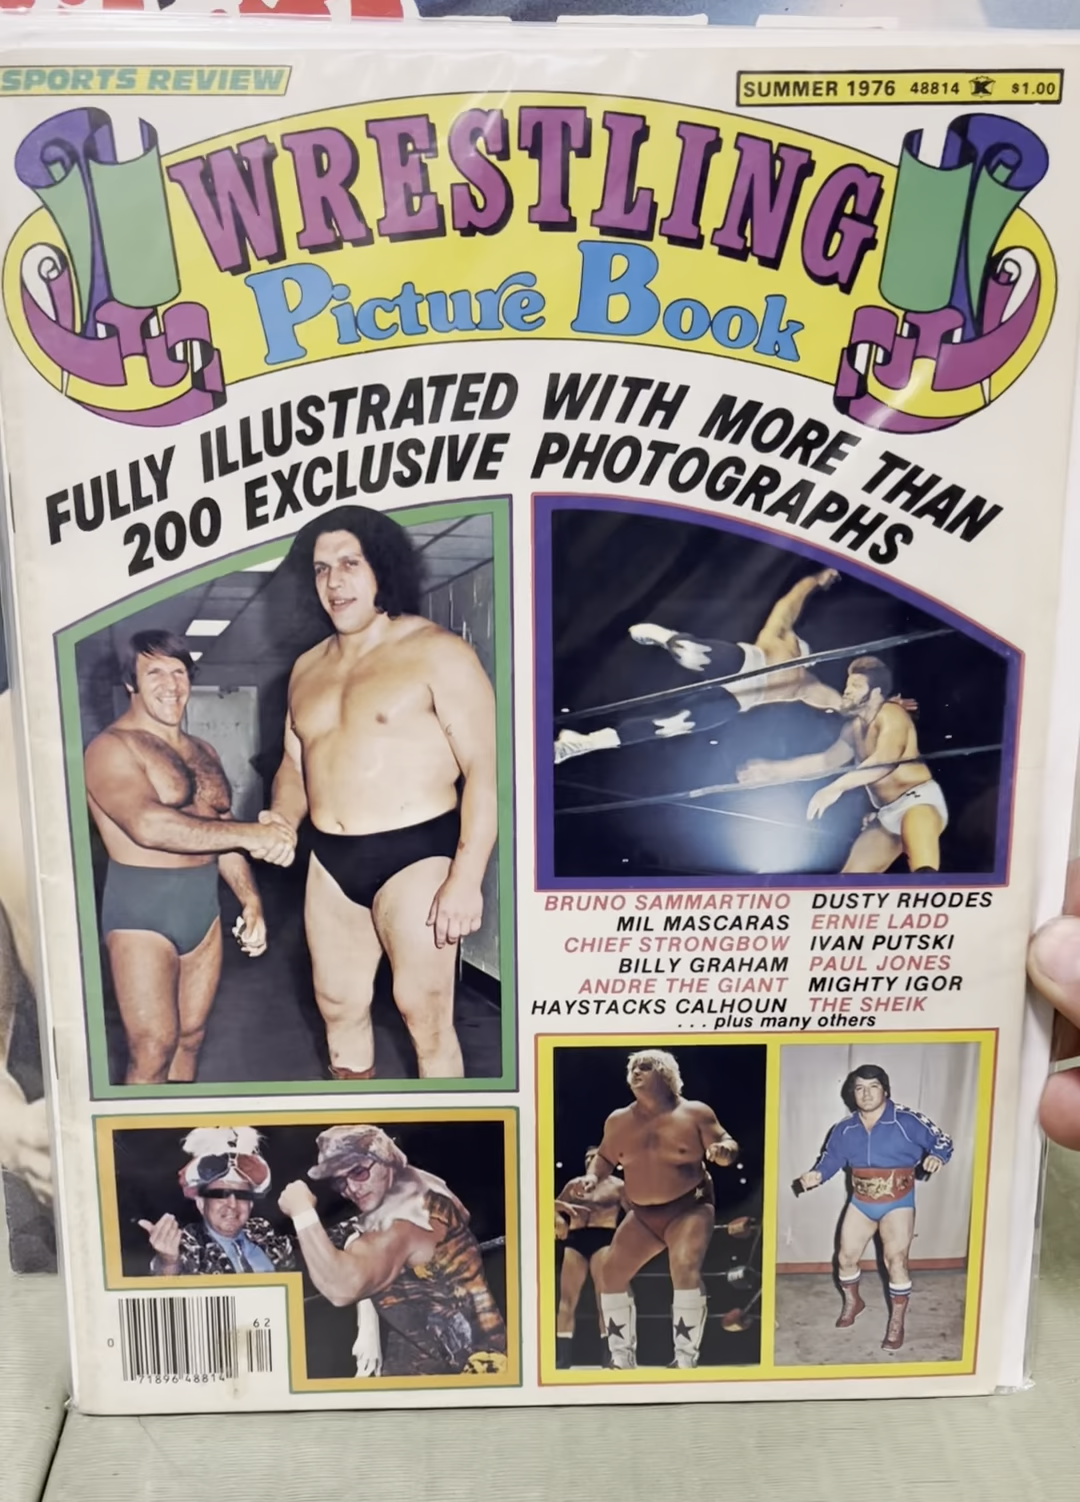 SPORTS REVIEW
SUMMER 1976 48814 K $1.00
WRESTLING
Picture Book
FULLY ILLUSTRATED WITH MORE THAN
200 EXCLUSIVE PHOTOGRAPHS
BRUNO SAMMARTINO DUSTY RHODES
MIL MASCARAS ERNIE LADD
CHIEF STRONGBOW IVAN PUTSKI
BILLY GRAHAM PAUL JONES
ANDRE THE GIANT MIGHTY IGOR
HAYSTACKS CALHOUN THE SHEIK
. . . plus many others
62
0
71896 48814